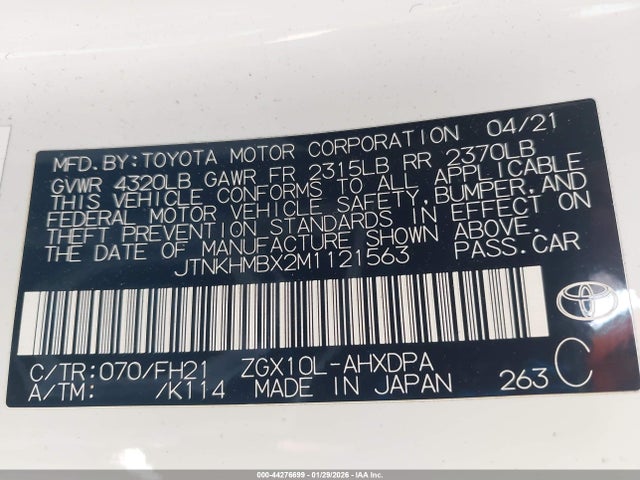 MFD.BY:TOYOTA MOTOR CORPORATION 04/21
GVWR 4320LB GAWR FR 2315LB RR 2370LB
THIS VEHICLE CONFORMS TO ALL APPLICABLE
FEDERAL MOTOR VEHICLE SAFETY,BUMPER,AND
THEFT PREVENTION STANDARDS IN EFFECT ON
THE DATE OF MANUFACTURE SHOWN ABOVE.
JTNKHMBX2M1121563 PASS.CAR
C/TR:070/FH21 ZGX10L-AHXDPA
A/TM: /K114 MADE IN JAPAN 263 C
000-44276699 - 01/29/2026 - IAA Inc.